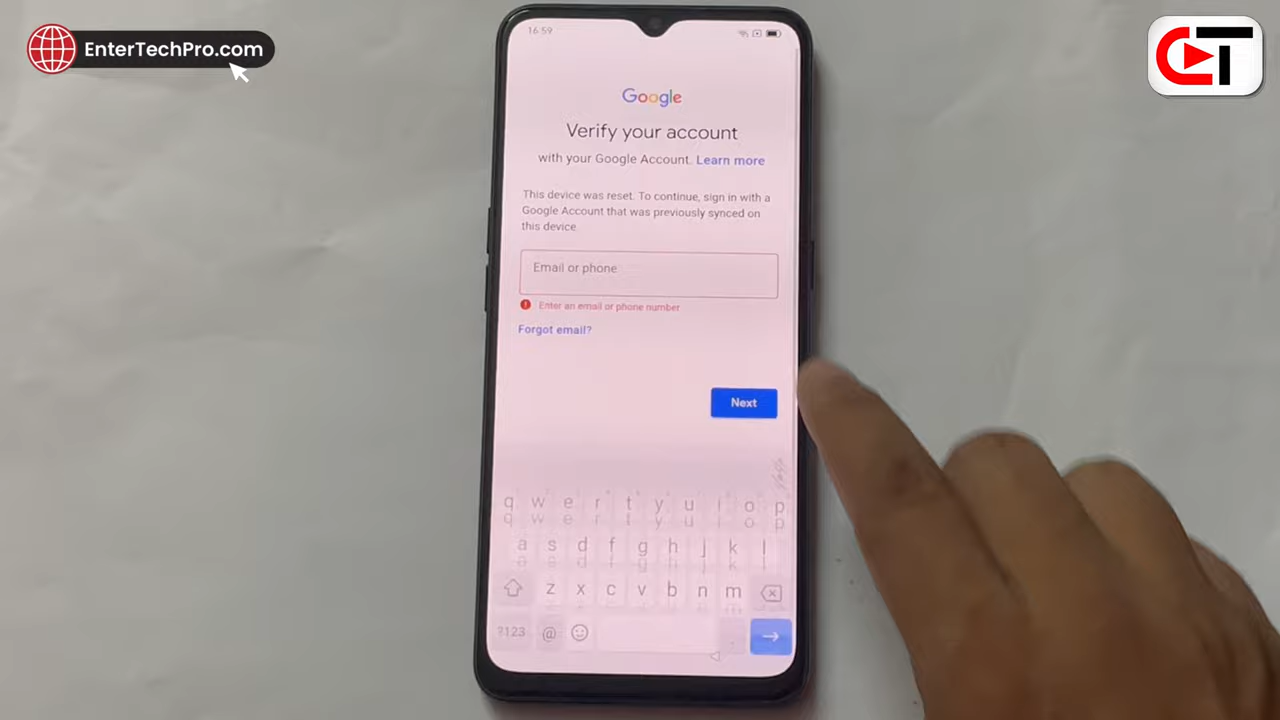 EnterTechPro.com
CT
16:59
Google
Verify your account
with your Google Account. Learn more
This device was reset. To continue, sign in with a
Google Account that was previously synced on
this device.
Email or phone
Enter an email or phone number
Forgot email?
Next
q w e r t y u i o p
a s d f g h j k l
z x c v b n m
?123 @ .